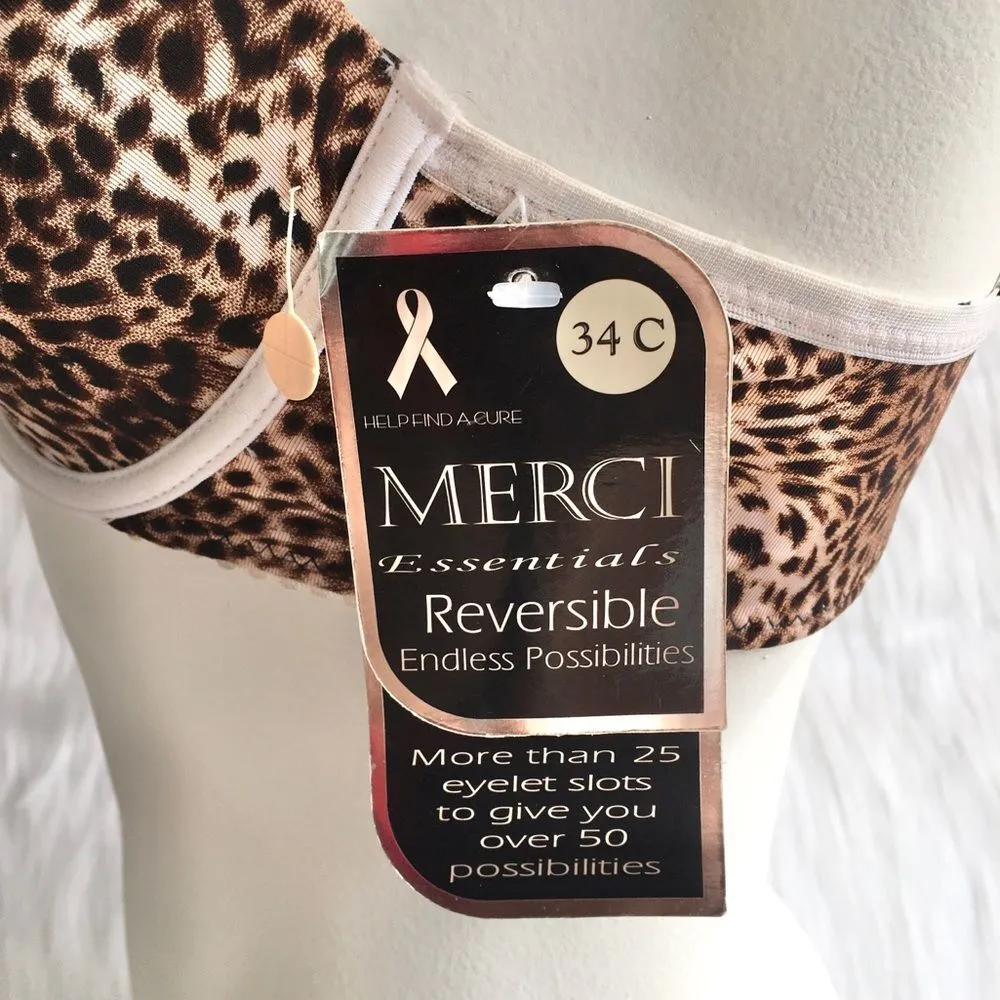 34 C
HELP FIND A CURE
MERCI
Essentials
Reversible
Endless Possibilities
More than 25
eyelet slots
to give you
over 50
possibilities